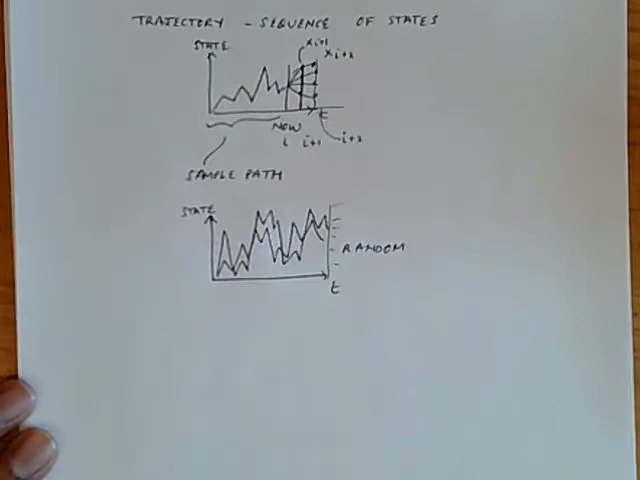 TRAJECTORY - SEQUENCE OF STATES
STATE
xi+1
xi+2
t
NOW
i i+1 i+2
SAMPLE PATH
STATE
RANDOM
t